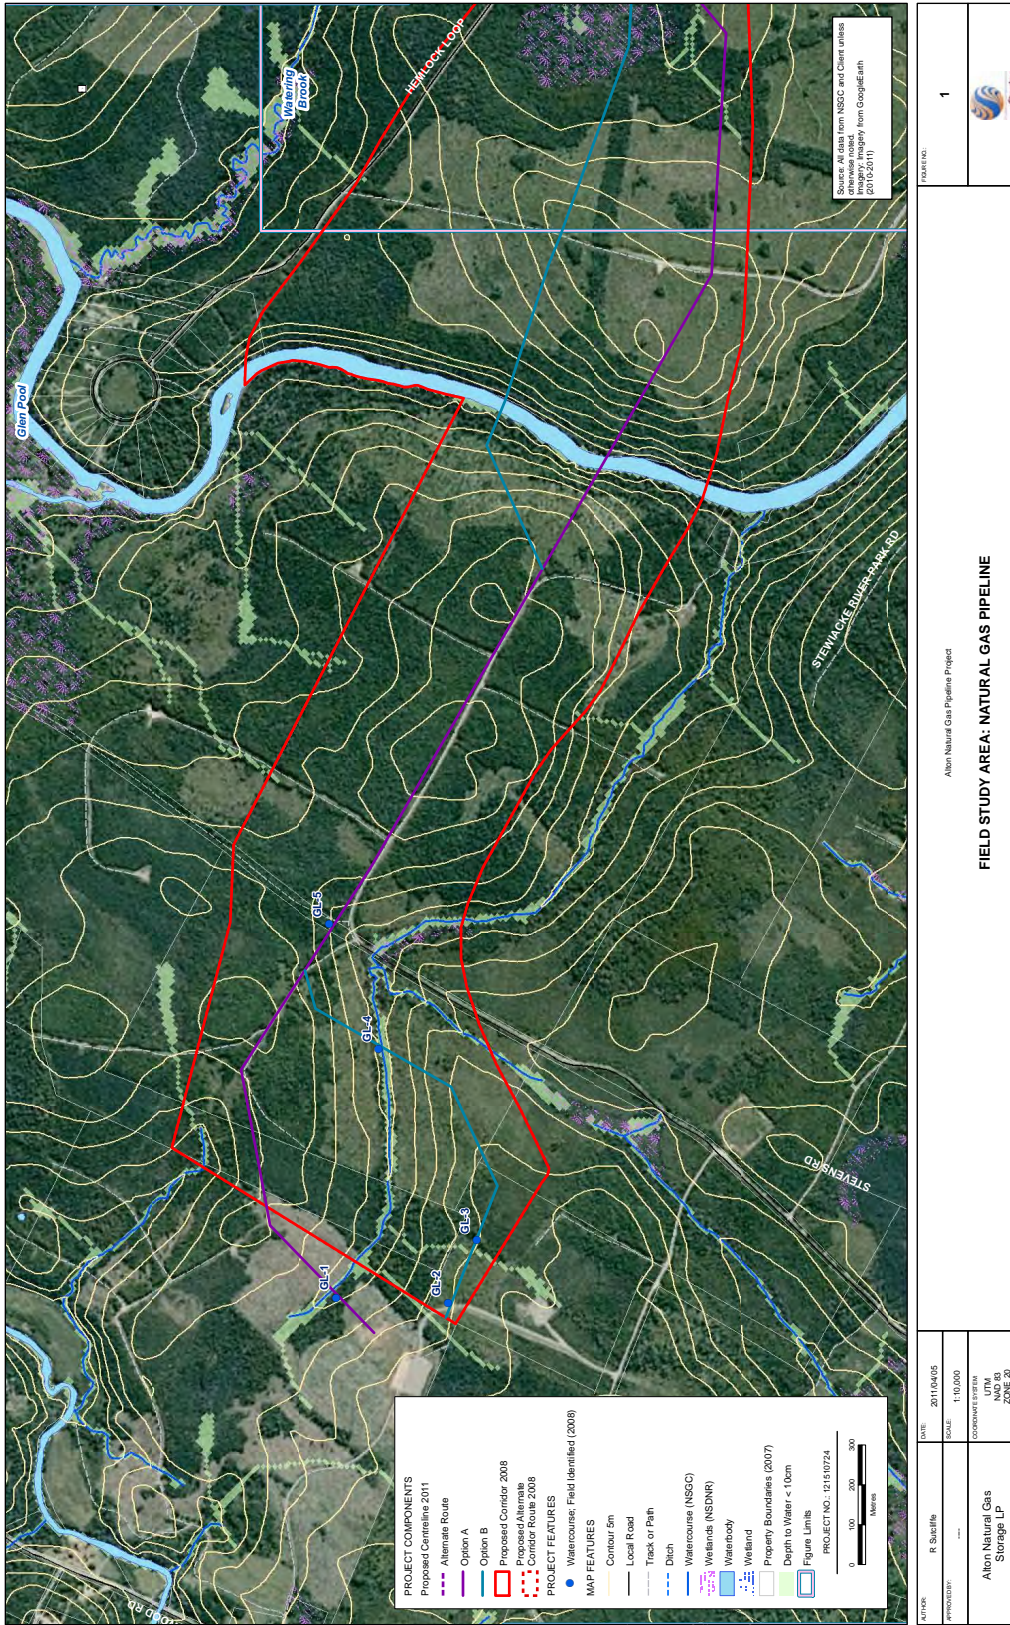 Glen Pool
Watering
Brook
HEMLOCK LOOP
Source: All data from NSGC and Client unless
otherwise noted.
Imagery: Imagery from GoogleEarth
(2010-2011)
GL-5
GL-4
GL-1
GL-2
GL-3
STEWIACKE RIVER PARK RD
STEVENS RD
WOOD RD
PROJECT COMPONENTS
Proposed Centreline 2011
Alternate Route
Option A
Option B
Proposed Corridor 2008
Proposed Alternate
Corridor Route 2008
PROJECT FEATURES
Watercourse; Field Identified (2008)
MAP FEATURES
Contour 5m
Local Road
Track or Path
Ditch
Watercourse (NSGC)
Wetlands (NSDNR)
Waterbody
Wetland
Property Boundaries (2007)
Depth to Water < 10cm
Figure Limits
PROJECT NO.: 121510724
0 100 200 300
Metres
AUTHOR:
R Sutcliffe
APPROVED BY:
----
Alton Natural Gas
Storage LP
DATE:
2011/04/05
SCALE:
1:10,000
COORDINATE SYSTEM
UTM
NAD 83
ZONE 20
Alton Natural Gas Pipeline Project
FIELD STUDY AREA: NATURAL GAS PIPELINE
FIGURE NO.:
1